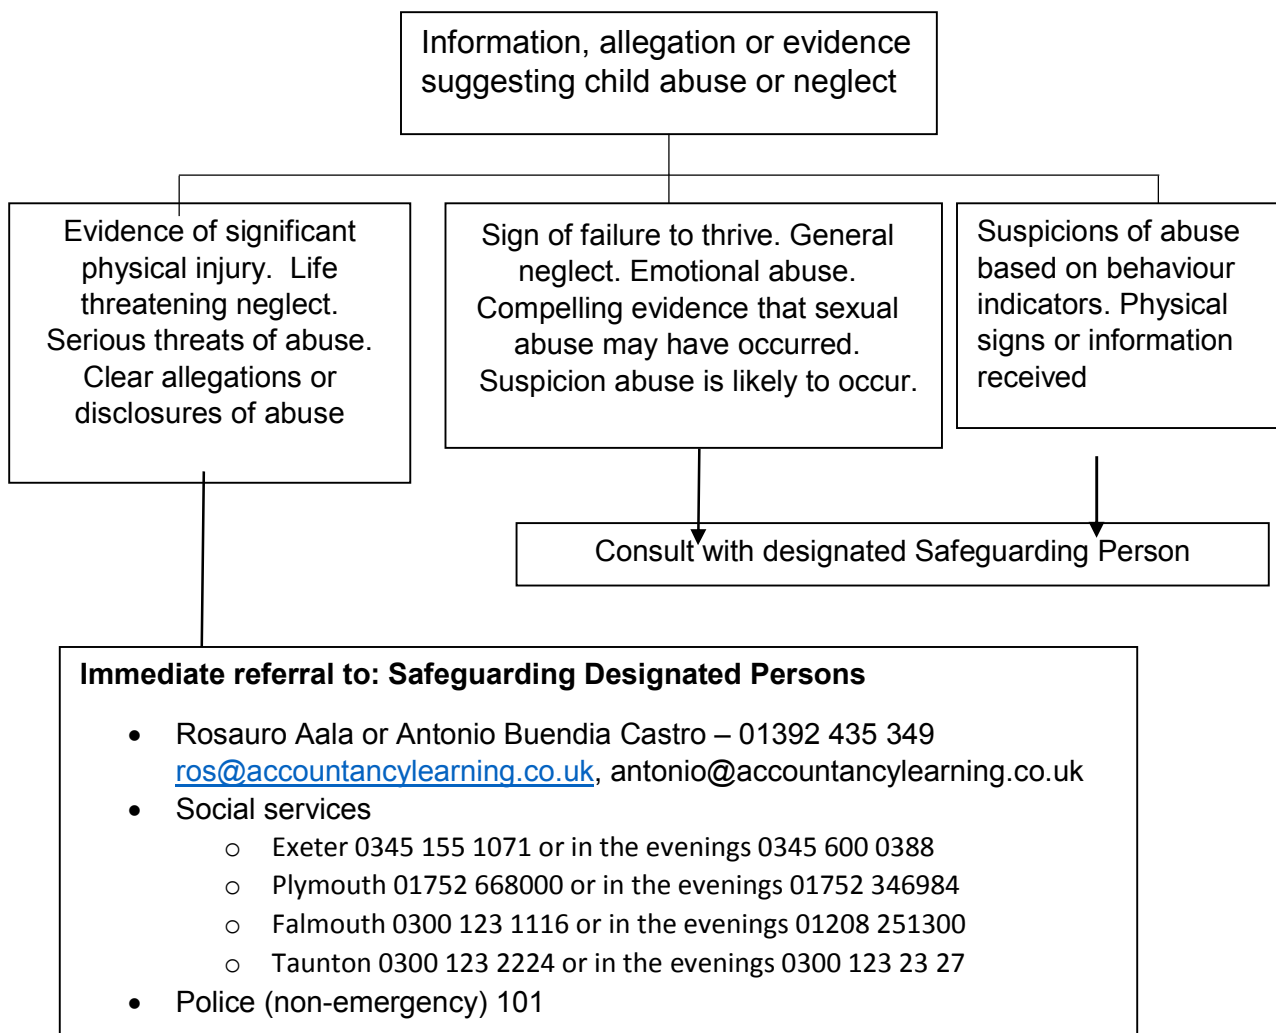 Information, allegation or evidence
suggesting child abuse or neglect
Evidence of significant
physical injury.  Life
threatening neglect.
Serious threats of abuse.
Clear allegations or
disclosures of abuse
Sign of failure to thrive. General
neglect. Emotional abuse.
Compelling evidence that sexual
abuse may have occurred.
Suspicion abuse is likely to occur.
Suspicions of abuse
based on behaviour
indicators. Physical
signs or information
received
Consult with designated Safeguarding Person
Immediate referral to: Safeguarding Designated Persons
• Rosauro Aala or Antonio Buendia Castro – 01392 435 349
ros@accountancylearning.co.uk, antonio@accountancylearning.co.uk
• Social services
o Exeter 0345 155 1071 or in the evenings 0345 600 0388
o Plymouth 01752 668000 or in the evenings 01752 346984
o Falmouth 0300 123 1116 or in the evenings 01208 251300
o Taunton 0300 123 2224 or in the evenings 0300 123 23 27
• Police (non-emergency) 101